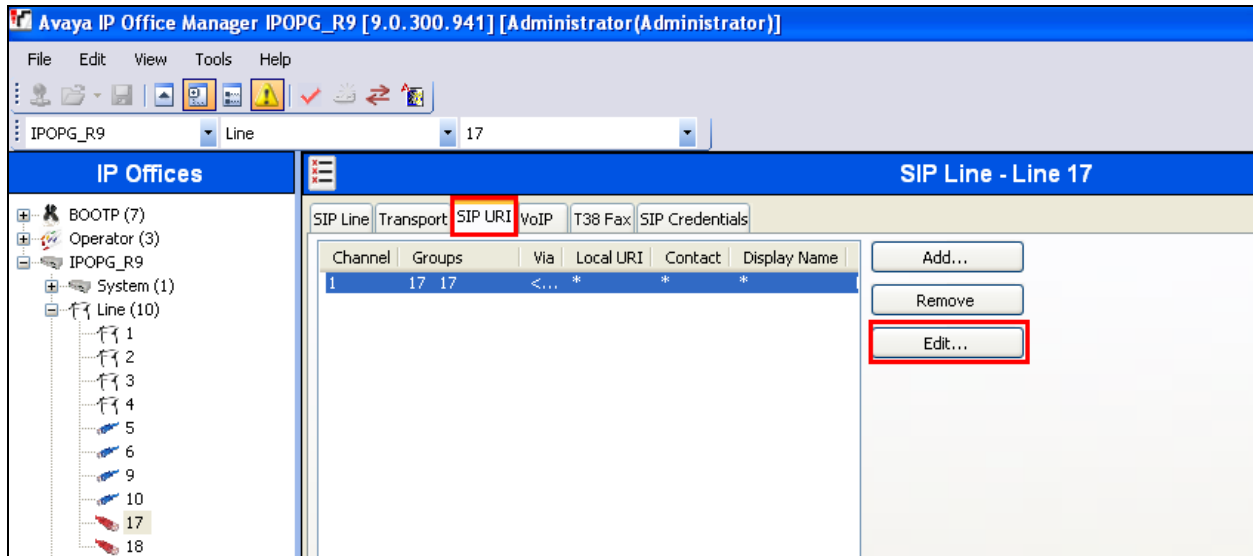 Avaya IP Office Manager IPOPG_R9 [9.0.300.941] [Administrator(Administrator)]
File Edit View Tools Help
IPOPG_R9 Line 17
IP Offices
SIP Line - Line 17
BOOTP (7)
Operator (3)
IPOPG_R9
System (1)
Line (10)
1
2
3
4
5
6
9
10
17
18
SIP Line Transport SIP URI VoIP T38 Fax SIP Credentials
Channel Groups Via Local URI Contact Display Name
1 17 17 <... * * *
Add...
Remove
Edit...